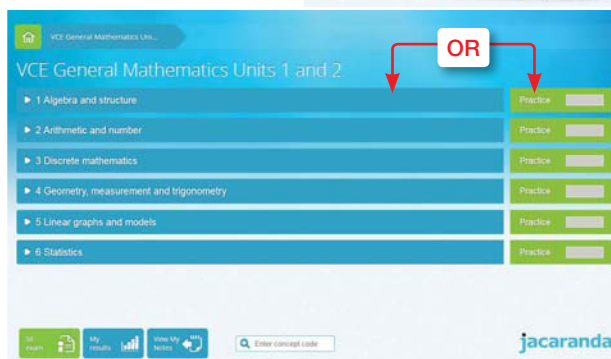 VCE General Mathematics Uni...
OR
VCE General Mathematics Units 1 and 2
▶ 1 Algebra and structure Practice
▶ 2 Arithmetic and number Practice
▶ 3 Discrete mathematics Practice
▶ 4 Geometry, measurement and trigonometry Practice
▶ 5 Linear graphs and models Practice
▶ 6 Statistics Practice
Sit exam
My results
View My Notes
Enter concept code
jacaranda